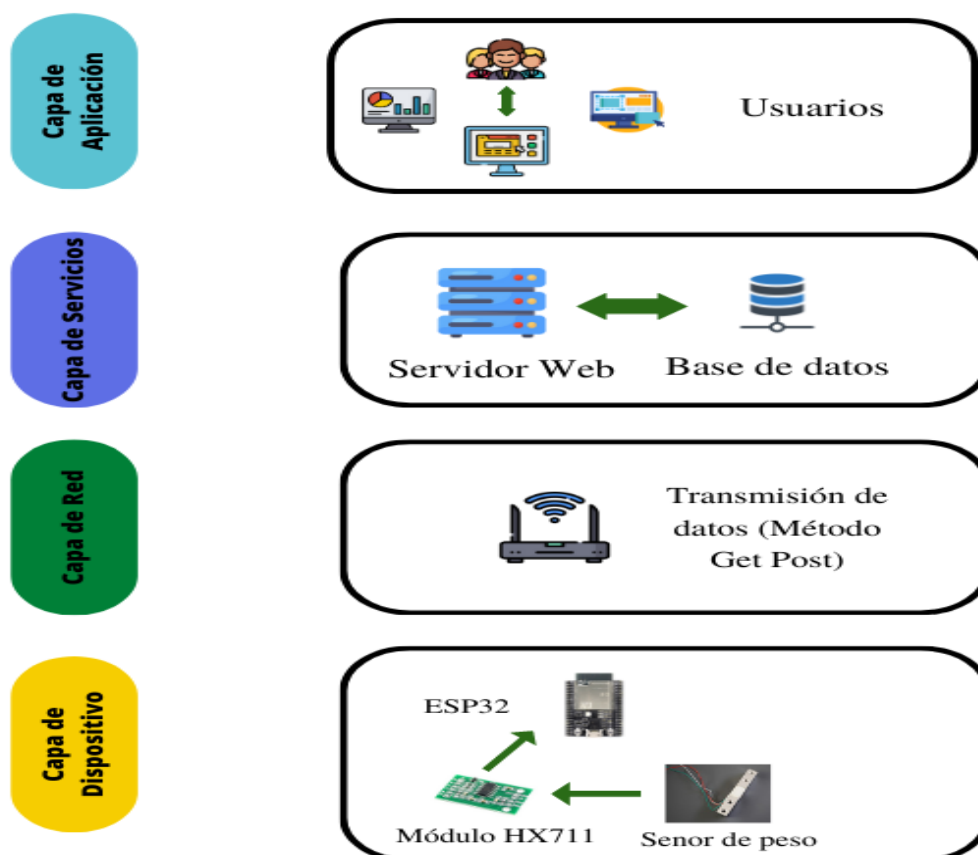 Capa de
Aplicación
Usuarios
Capa de Servicios
Servidor Web
Base de datos
Capa de Red
Transmisión de
datos (Método
Get Post)
Capa de
Dispositivo
ESP32
Módulo HX711
Senor de peso